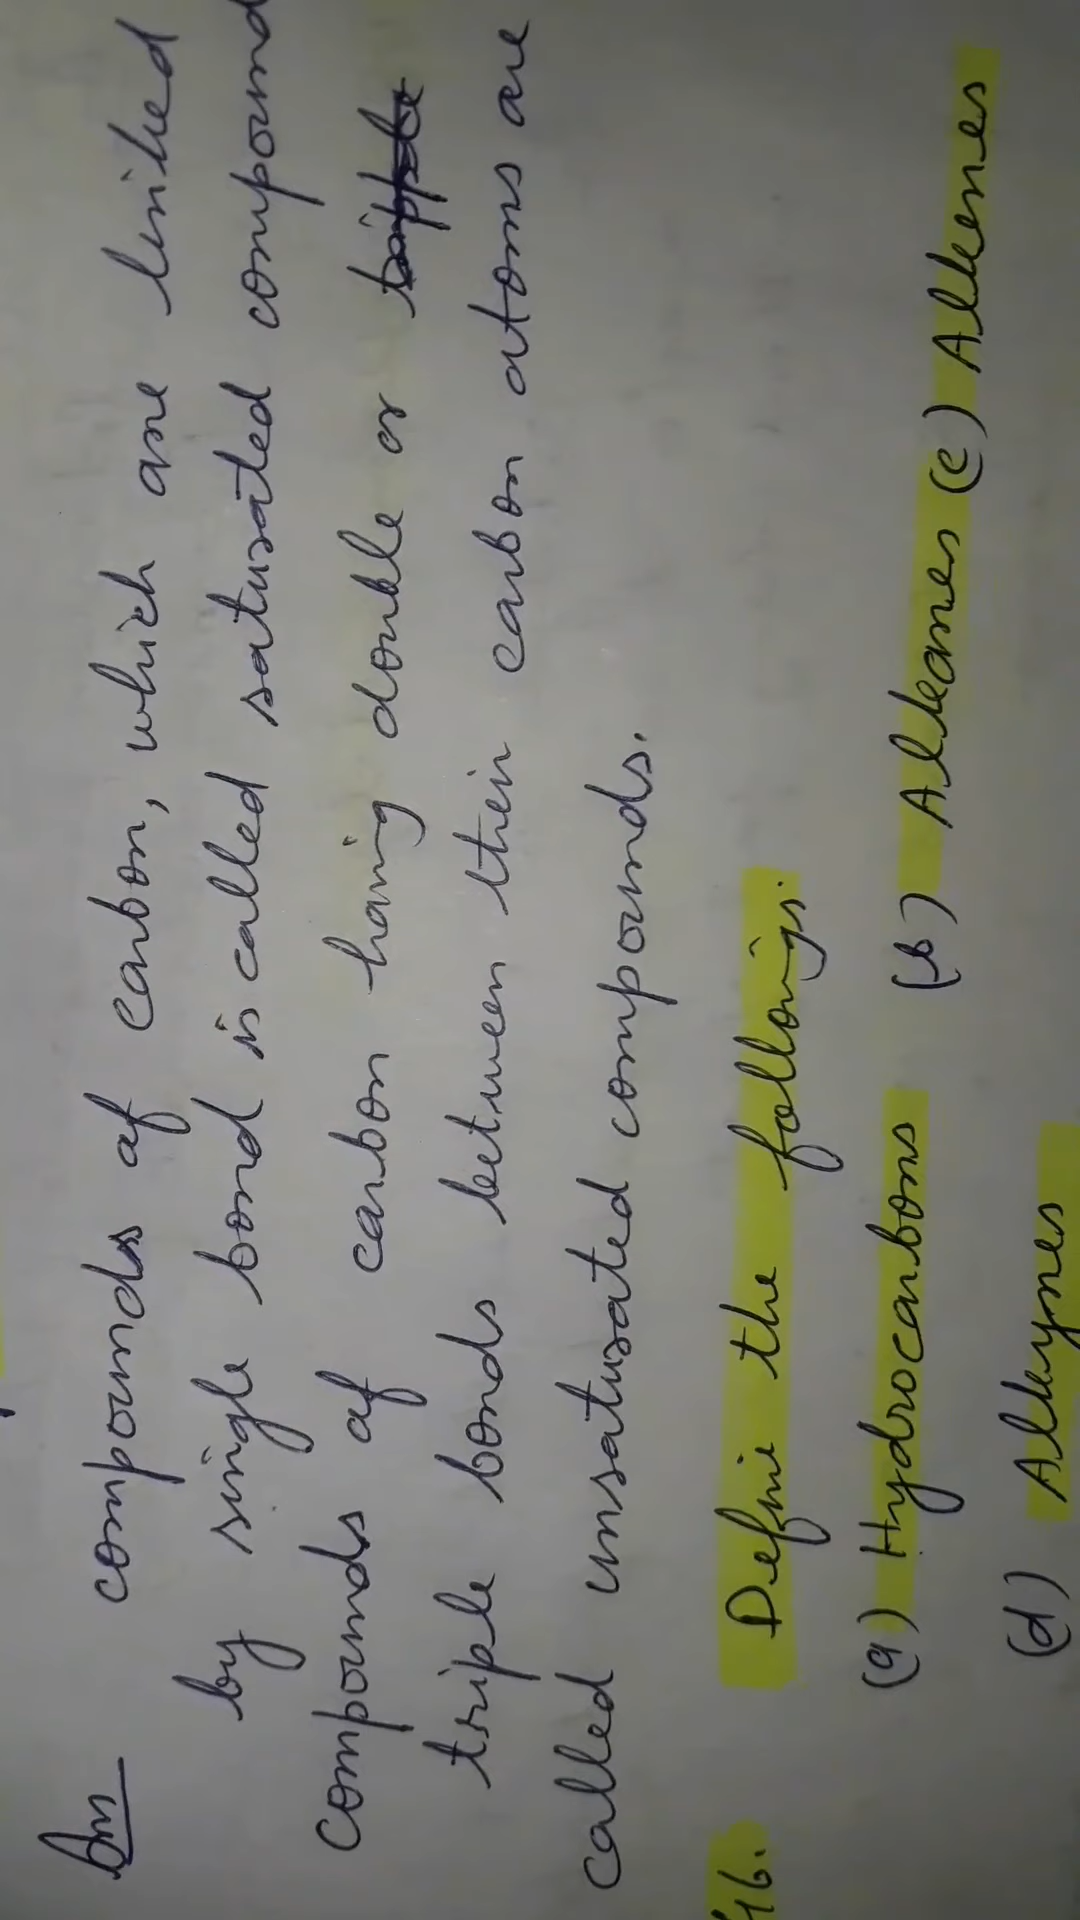 Ans compounds of carbon, which are linked
by single bond is called saturated compound
compounds of carbon having double or
triple bonds between their carbon atoms are
called unsaturated compounds.
16. Define the followings.
(a) Hydrocarbons (b) Alkanes (c) Alkenes
(d) Alkynes